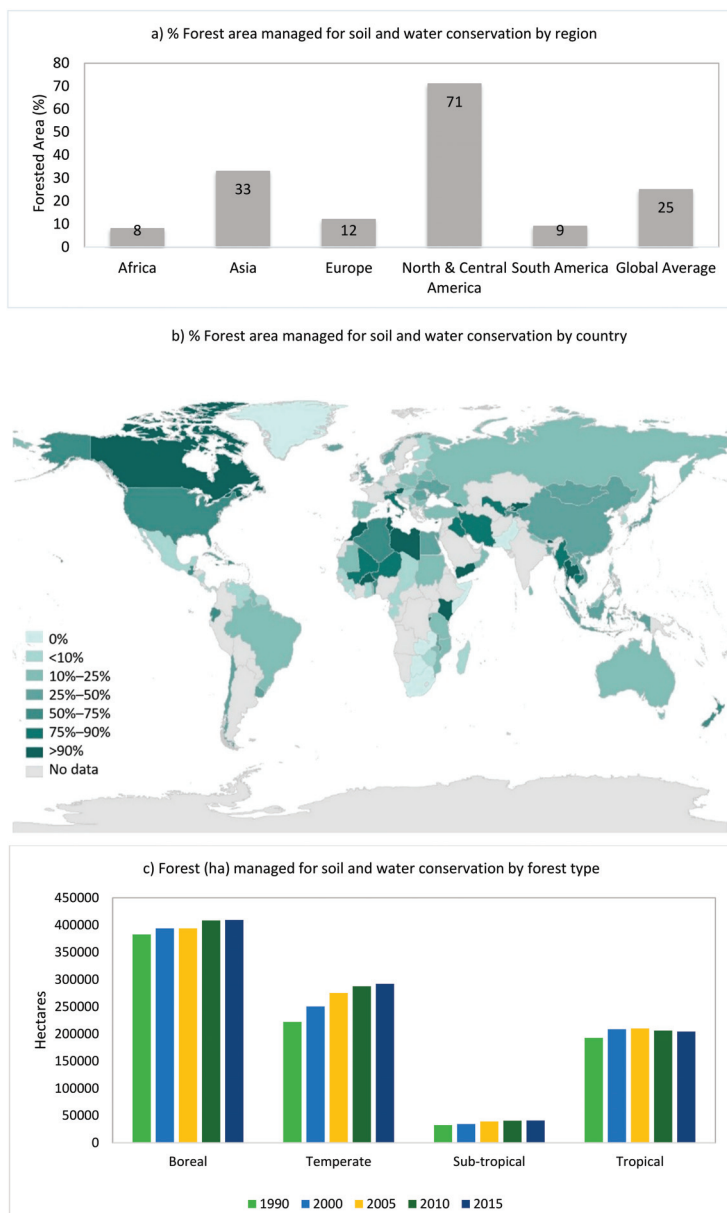 a) % Forest area managed for soil and water conservation by region
Forested Area (%)
80
70
60
50
40
30
20
10
0
8
33
12
71
9
25
Africa
Asia
Europe
North & Central
America
South America
Global Average
b) % Forest area managed for soil and water conservation by country
0%
<10%
10%–25%
25%–50%
50%–75%
75%–90%
>90%
No data
c) Forest (ha) managed for soil and water conservation by forest type
Hectares
450000
400000
350000
300000
250000
200000
150000
100000
50000
0
Boreal
Temperate
Sub-tropical
Tropical
1990
2000
2005
2010
2015